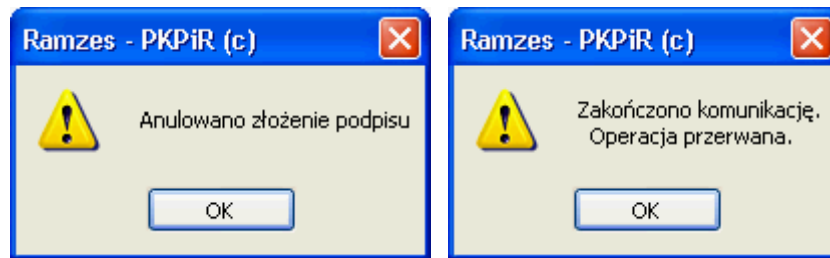 Ramzes - PKPiR (c)
Anulowano złożenie podpisu
OK
Ramzes - PKPiR (c)
Zakończono komunikację.
Operacja przerwana.
OK